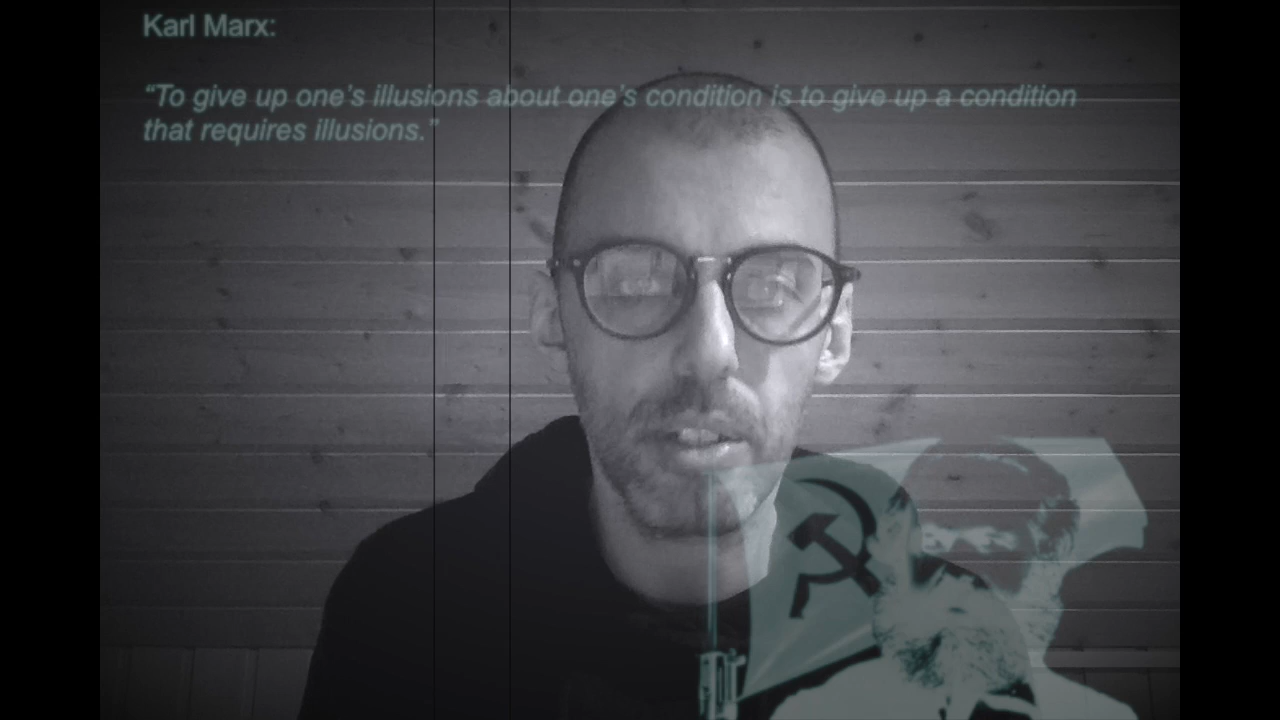 Karl Marx:
“To give up one’s illusions about one’s condition is to give up a condition
that requires illusions.”